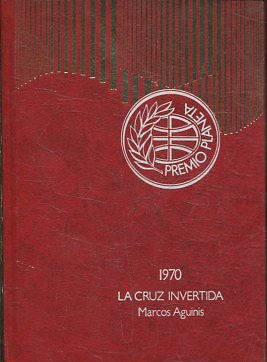 PREMIO PLANETA
1970
LA CRUZ INVERTIDA
Marcos Aguinis